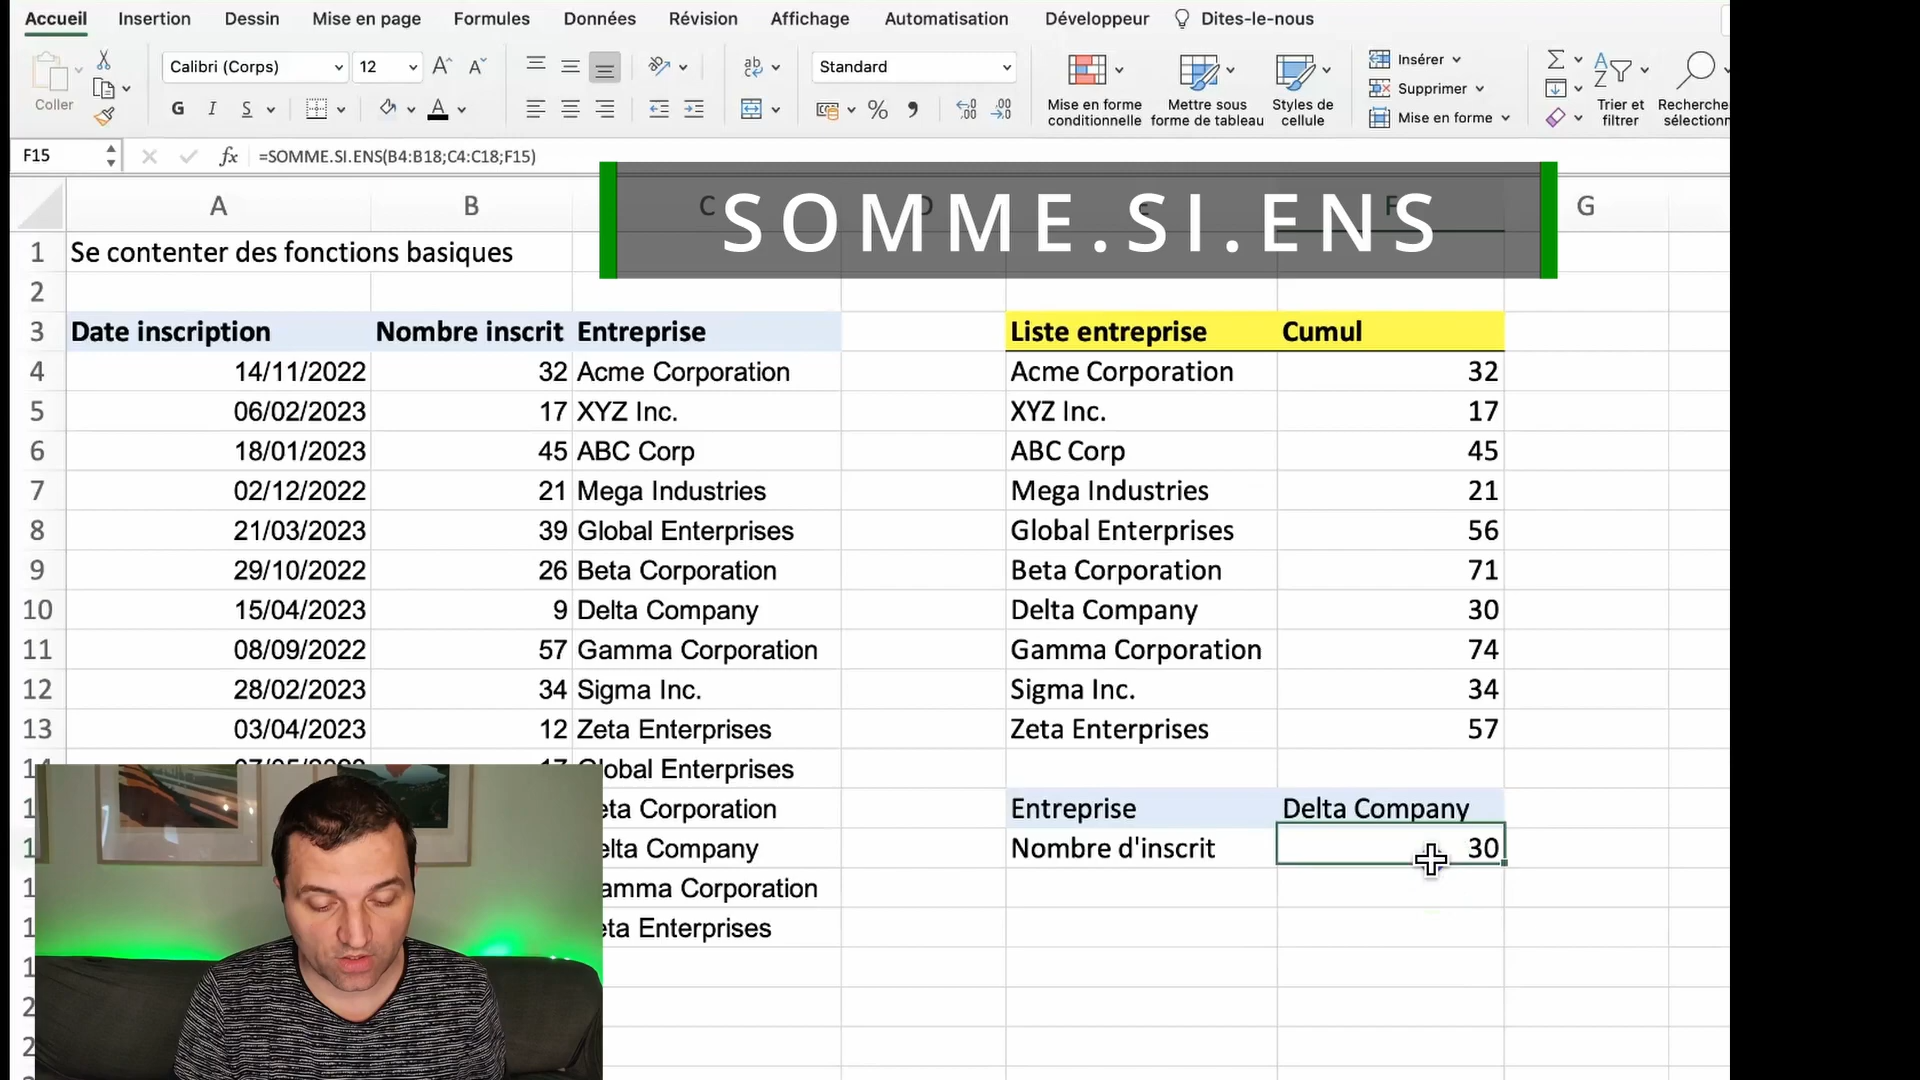 Accueil Insertion Dessin Mise en page Formules Données Révision Affichage Automatisation Développeur Dites-le-nous
Coller
Calibri (Corps) 12
G I S
Standard
Mise en forme conditionnelle
Mettre sous forme de tableau
Styles de cellule
Insérer
Supprimer
Mise en forme
Trier et filtrer
F15 fx =SOMME.SI.ENS(B4:B18;C4:C18;F15)
SOMME.SI.ENS
A B C D E F G
1 Se contenter des fonctions basiques
2
3 Date inscription Nombre inscrit Entreprise Liste entreprise Cumul
4 14/11/2022 32 Acme Corporation Acme Corporation 32
5 06/02/2023 17 XYZ Inc. XYZ Inc. 17
6 18/01/2023 45 ABC Corp ABC Corp 45
7 02/12/2022 21 Mega Industries Mega Industries 21
8 21/03/2023 39 Global Enterprises Global Enterprises 56
9 29/10/2022 26 Beta Corporation Beta Corporation 71
10 15/04/2023 9 Delta Company Delta Company 30
11 08/09/2022 57 Gamma Corporation Gamma Corporation 74
12 28/02/2023 34 Sigma Inc. Sigma Inc. 34
13 03/04/2023 12 Zeta Enterprises Zeta Enterprises 57
Enterprises
Corporation Entreprise Delta Company
Company Nombre d'inscrit 30
Corporation
Enterprises